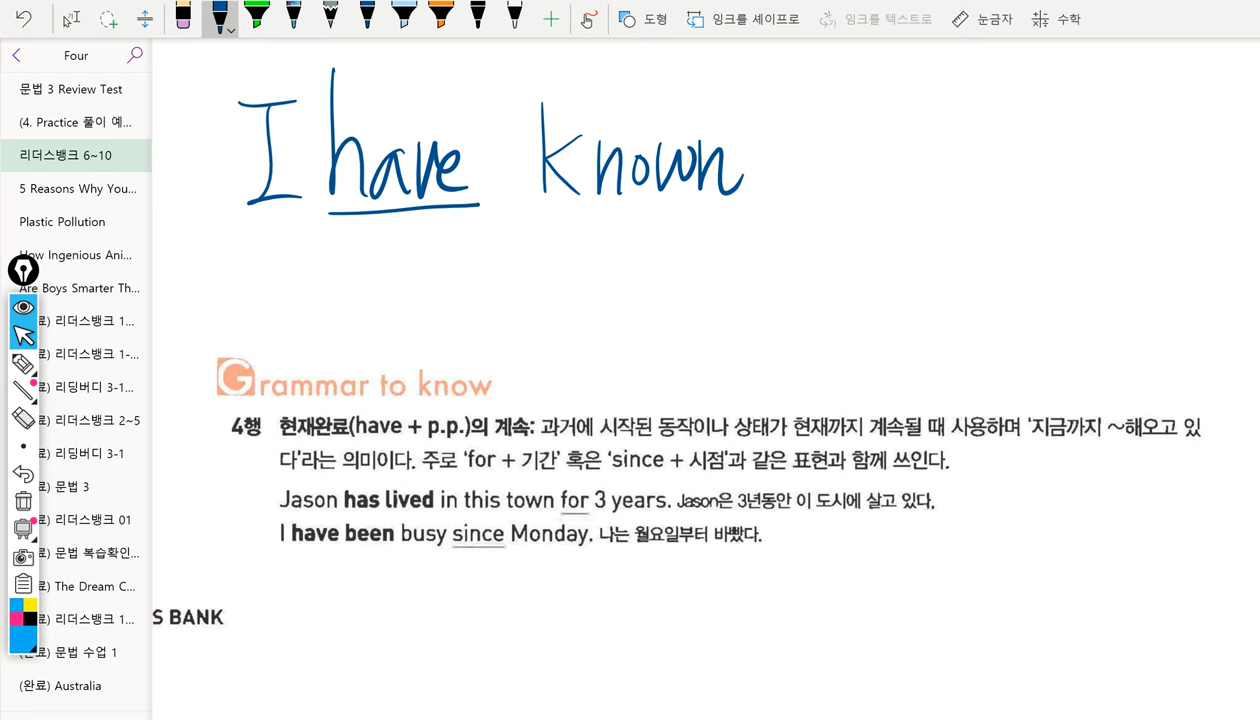 도형
잉크를 셰이프로
잉크를 텍스트로
눈금자
수학
Four
문법 3 Review Test
(4. Practice 풀이 예...
리더스뱅크 6~10
5 Reasons Why You...
Plastic Pollution
How Ingenious Ani...
Are Boys Smarter Th...
료) 리더스뱅크 1...
료) 리더스뱅크 1-...
료) 리딩버디 3-1...
료) 리더스뱅크 2~5
료) 리딩버디 3-1
료) 문법 3
료) 리더스뱅크 01
료) 문법 복습확인...
료) The Dream C...
료) 리더스뱅크 1...
(완료) 문법 수업 1
(완료) Australia
I have known
Grammar to know
4행 현재완료(have + p.p.)의 계속: 과거에 시작된 동작이나 상태가 현재까지 계속될 때 사용하며 '지금까지 ~해오고 있
다'라는 의미이다. 주로 'for + 기간' 혹은 'since + 시점'과 같은 표현과 함께 쓰인다.
Jason has lived in this town for 3 years. Jason은 3년동안 이 도시에 살고 있다.
I have been busy since Monday. 나는 월요일부터 바빴다.
S BANK